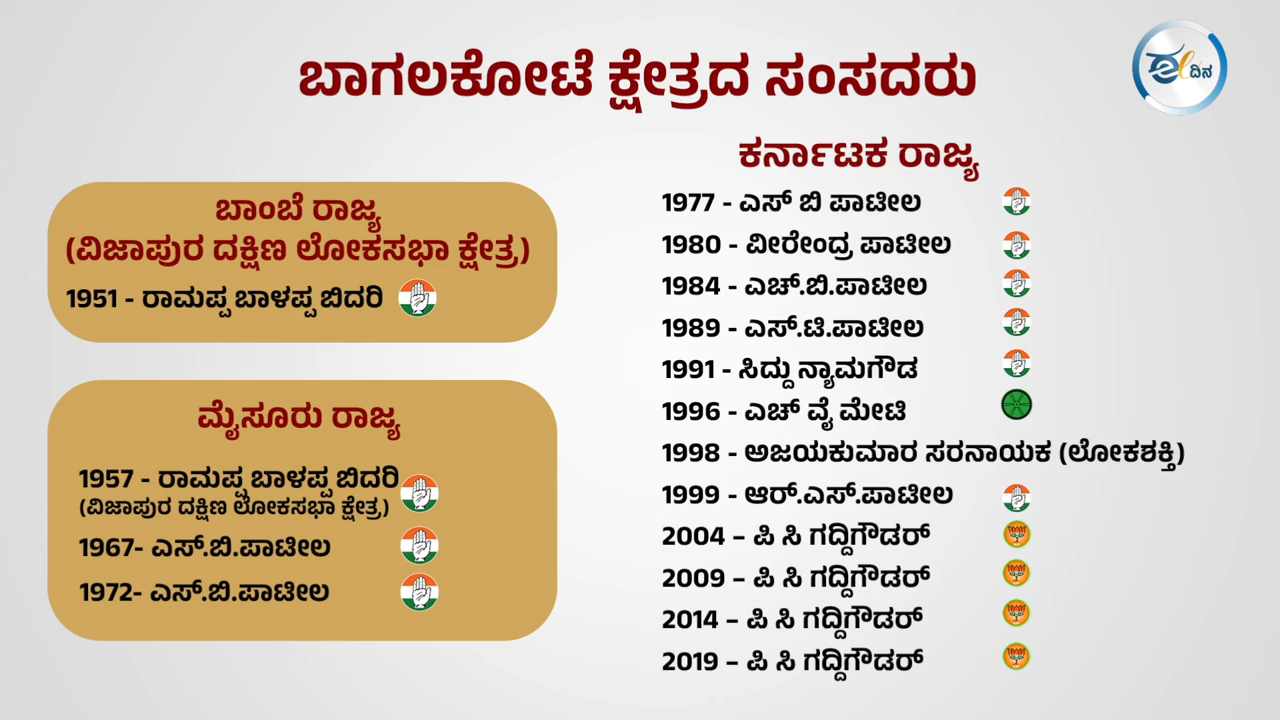 ಬಾಗಲಕೋಟೆ ಕ್ಷೇತ್ರದ ಸಂಸದರು
ಈ ದಿನ
ಬಾಂಬೆ ರಾಜ್ಯ
(ವಿಜಾಪುರ ದಕ್ಷಿಣ ಲೋಕಸಭಾ ಕ್ಷೇತ್ರ)
1951 - ರಾಮಪ್ಪ ಬಾಳಪ್ಪ ಬಿದರಿ
ಮೈಸೂರು ರಾಜ್ಯ
1957 - ರಾಮಪ್ಪ ಬಾಳಪ್ಪ ಬಿದರಿ
(ವಿಜಾಪುರ ದಕ್ಷಿಣ ಲೋಕಸಭಾ ಕ್ಷೇತ್ರ)
1967- ಎಸ್.ಬಿ.ಪಾಟೀಲ
1972- ಎಸ್.ಬಿ.ಪಾಟೀಲ
ಕರ್ನಾಟಕ ರಾಜ್ಯ
1977 - ಎಸ್ ಬಿ ಪಾಟೀಲ
1980 - ವೀರೇಂದ್ರ ಪಾಟೀಲ
1984 - ಎಚ್.ಬಿ.ಪಾಟೀಲ
1989 - ಎಸ್.ಟಿ.ಪಾಟೀಲ
1991 - ಸಿದ್ದು ನ್ಯಾಮಗೌಡ
1996 - ಎಚ್ ವೈ ಮೇಟಿ
1998 - ಅಜಯಕುಮಾರ ಸರನಾಯಕ (ಲೋಕಶಕ್ತಿ)
1999 - ಆರ್.ಎಸ್.ಪಾಟೀಲ
2004 – ಪಿ ಸಿ ಗದ್ದಿಗೌಡರ್
2009 – ಪಿ ಸಿ ಗದ್ದಿಗೌಡರ್
2014 – ಪಿ ಸಿ ಗದ್ದಿಗೌಡರ್
2019 – ಪಿ ಸಿ ಗದ್ದಿಗೌಡರ್